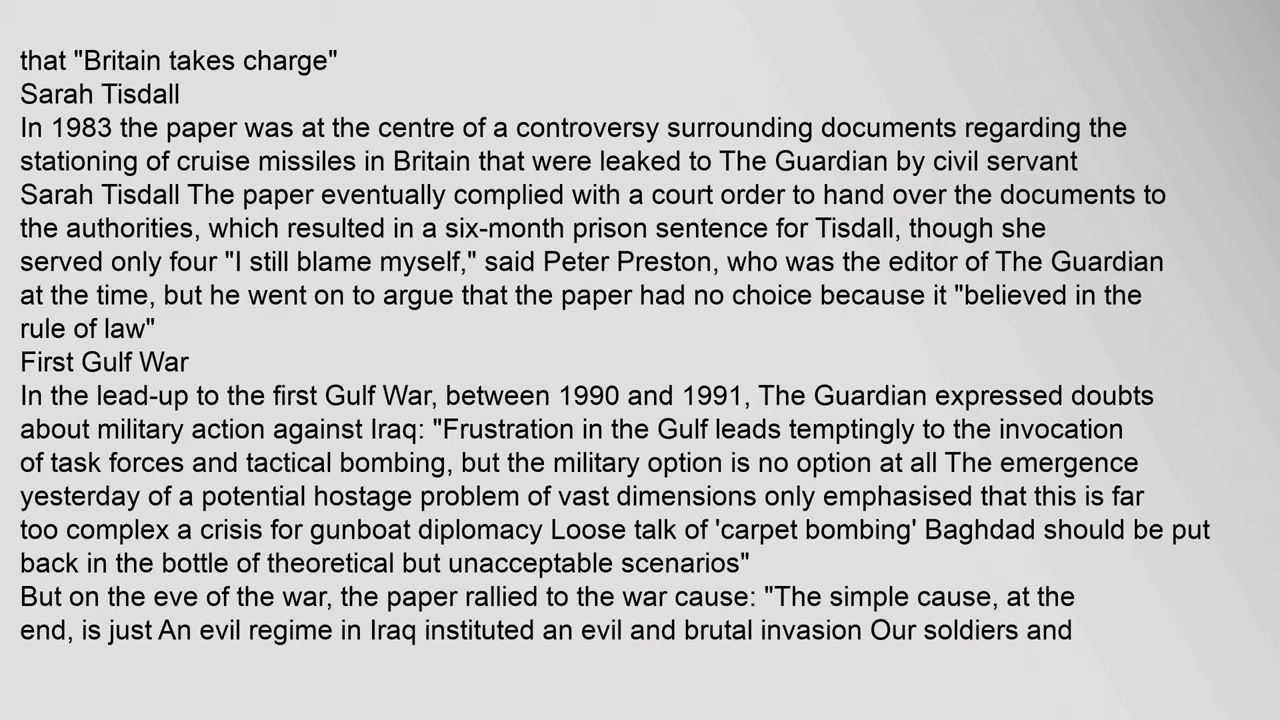 that "Britain takes charge"
Sarah Tisdall
In 1983 the paper was at the centre of a controversy surrounding documents regarding the
stationing of cruise missiles in Britain that were leaked to The Guardian by civil servant
Sarah Tisdall The paper eventually complied with a court order to hand over the documents to
the authorities, which resulted in a six-month prison sentence for Tisdall, though she
served only four "I still blame myself," said Peter Preston, who was the editor of The Guardian
at the time, but he went on to argue that the paper had no choice because it "believed in the
rule of law"
First Gulf War
In the lead-up to the first Gulf War, between 1990 and 1991, The Guardian expressed doubts
about military action against Iraq: "Frustration in the Gulf leads temptingly to the invocation
of task forces and tactical bombing, but the military option is no option at all The emergence
yesterday of a potential hostage problem of vast dimensions only emphasised that this is far
too complex a crisis for gunboat diplomacy Loose talk of 'carpet bombing' Baghdad should be put
back in the bottle of theoretical but unacceptable scenarios"
But on the eve of the war, the paper rallied to the war cause: "The simple cause, at the
end, is just An evil regime in Iraq instituted an evil and brutal invasion Our soldiers and